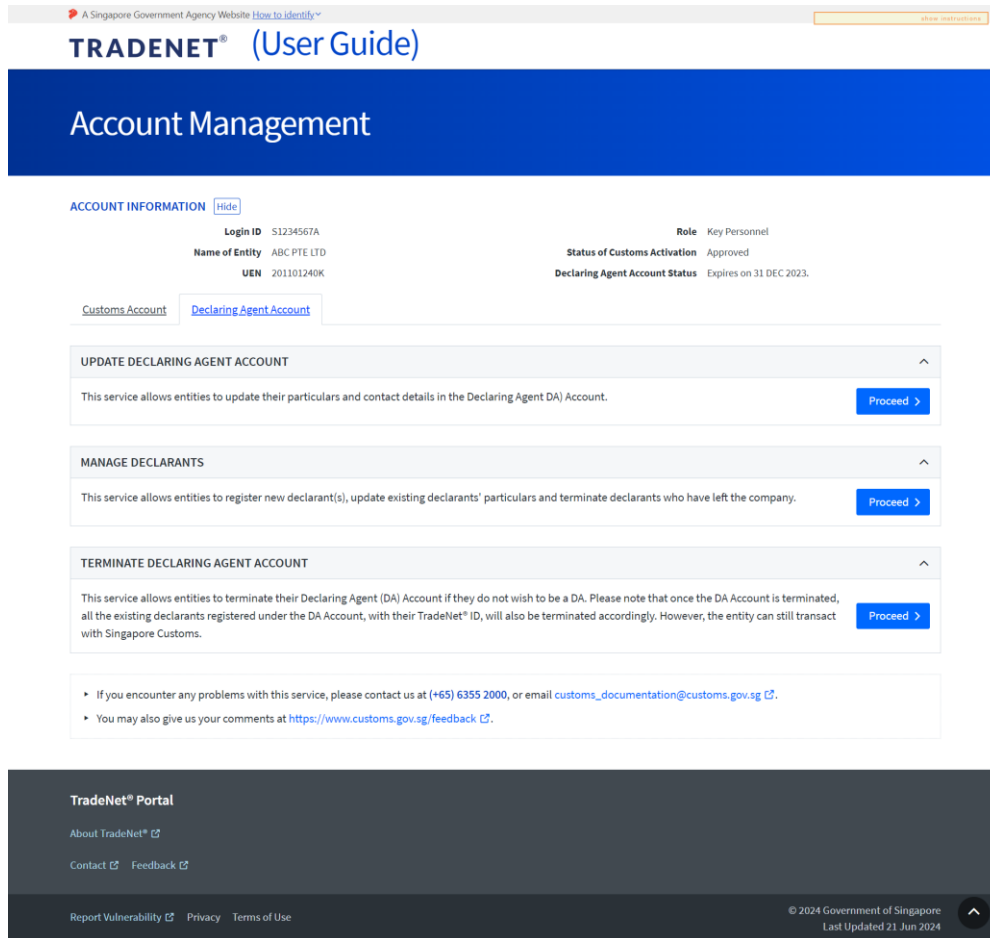 A Singapore Government Agency Website How to identify
show instructions
TRADENET® (User Guide)
Account Management
ACCOUNT INFORMATION Hide
Login ID S1234567A
Role Key Personnel
Name of Entity ABC PTE LTD
Status of Customs Activation Approved
UEN 201101240K
Declaring Agent Account Status Expires on 31 DEC 2023.
Customs Account Declaring Agent Account
UPDATE DECLARING AGENT ACCOUNT
This service allows entities to update their particulars and contact details in the Declaring Agent DA) Account.
Proceed
MANAGE DECLARANTS
This service allows entities to register new declarant(s), update existing declarants' particulars and terminate declarants who have left the company.
Proceed
TERMINATE DECLARING AGENT ACCOUNT
This service allows entities to terminate their Declaring Agent (DA) Account if they do not wish to be a DA. Please note that once the DA Account is terminated,
all the existing declarants registered under the DA Account, with their TradeNet® ID, will also be terminated accordingly. However, the entity can still transact
with Singapore Customs.
Proceed
If you encounter any problems with this service, please contact us at (+65) 6355 2000, or email customs_documentation@customs.gov.sg.
You may also give us your comments at https://www.customs.gov.sg/feedback.
TradeNet® Portal
About TradeNet®
Contact Feedback
Report Vulnerability Privacy Terms of Use
© 2024 Government of Singapore
Last Updated 21 Jun 2024